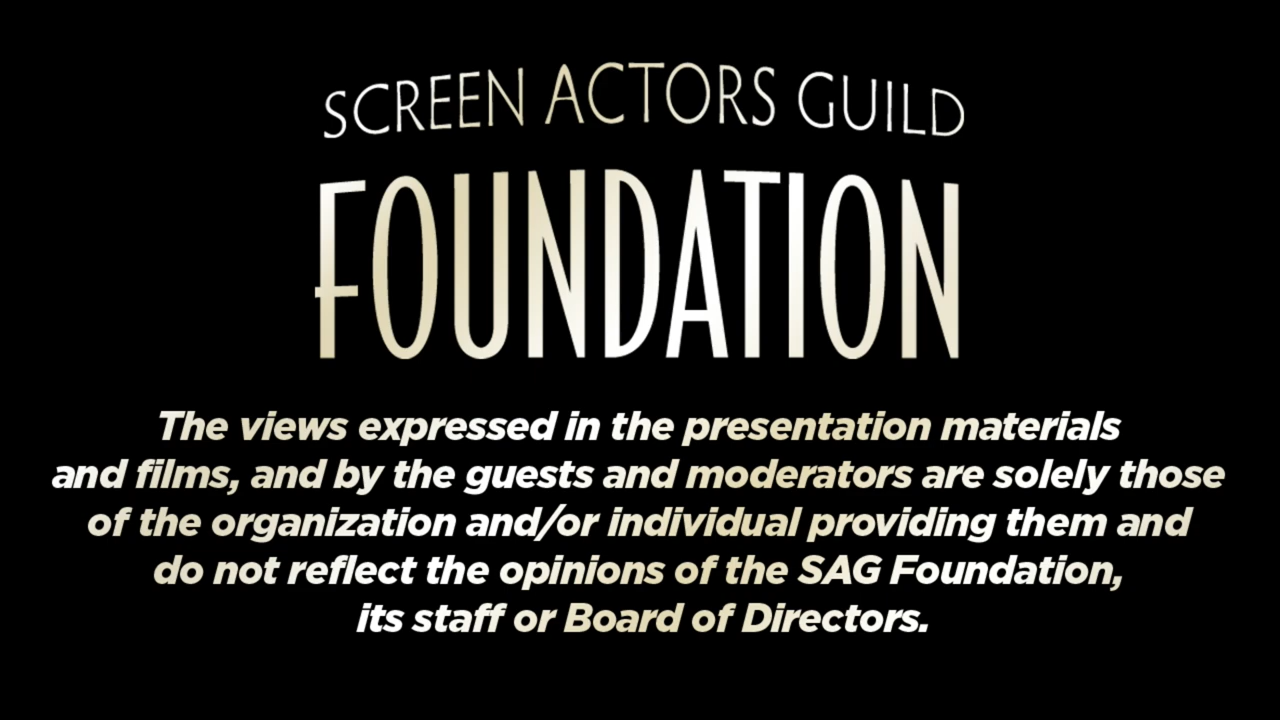 SCREEN ACTORS GUILD
FOUNDATION
The views expressed in the presentation materials
and films, and by the guests and moderators are solely those
of the organization and/or individual providing them and
do not reflect the opinions of the SAG Foundation,
its staff or Board of Directors.